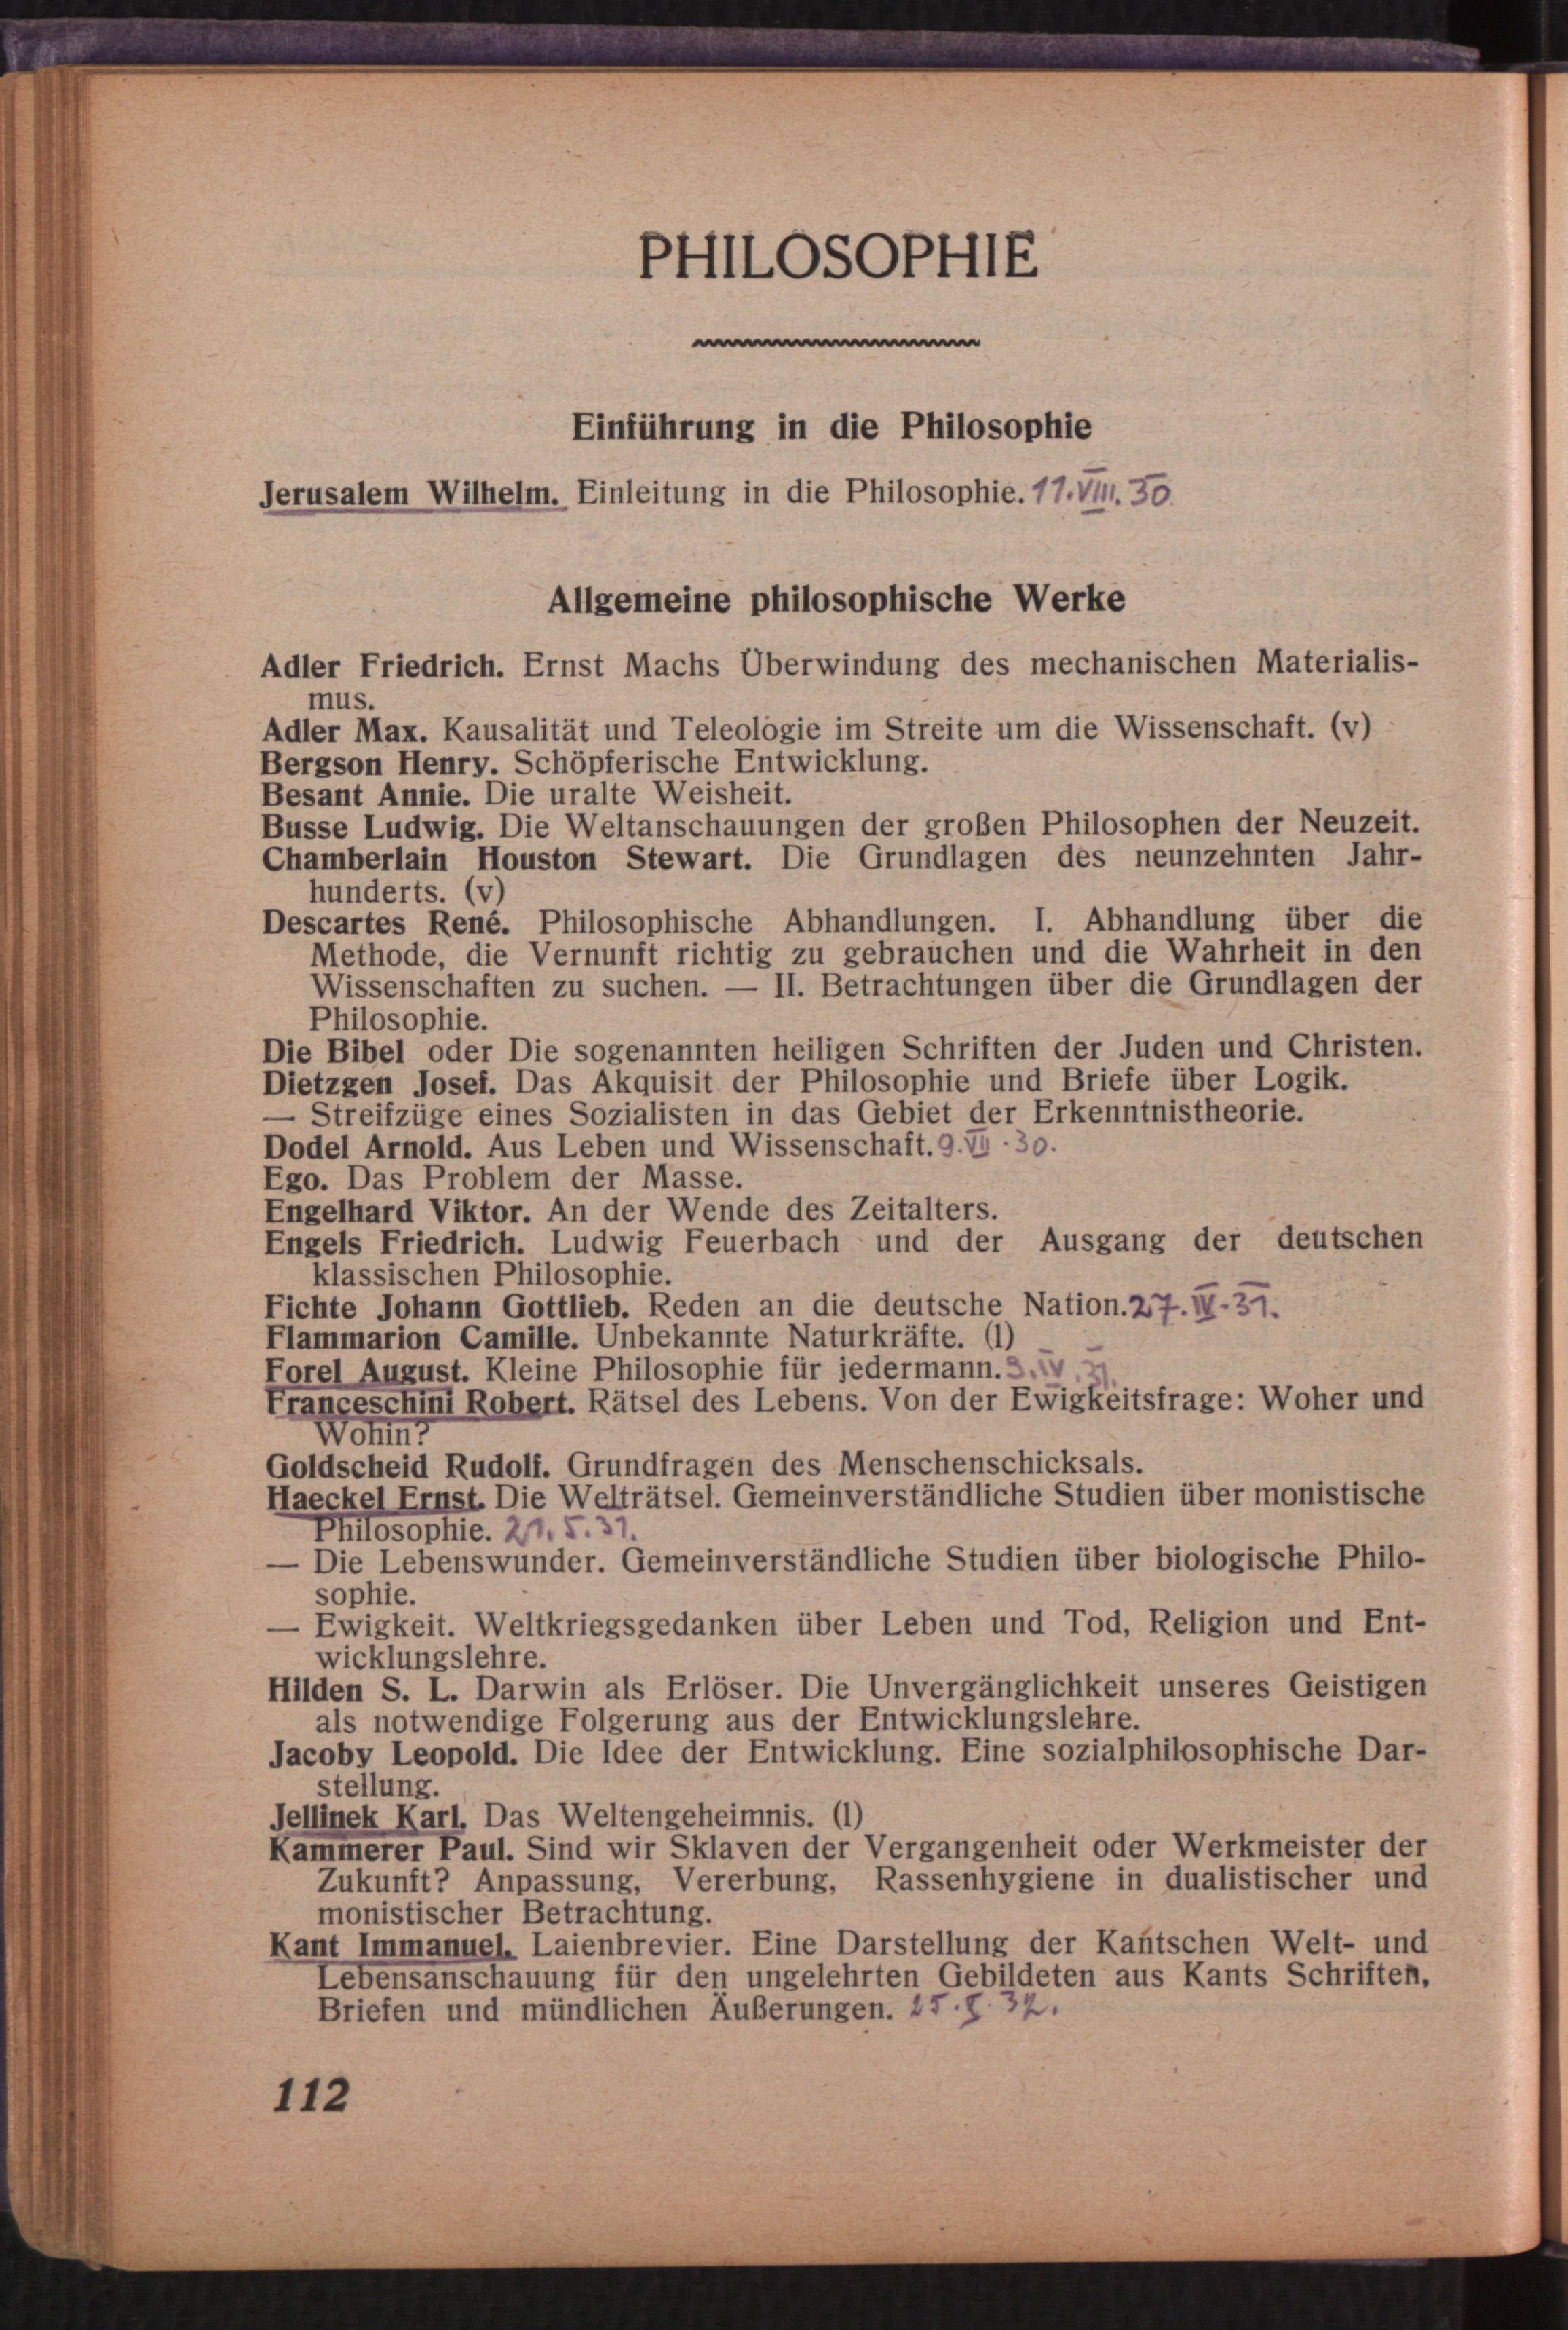 PHILOSOPHIE
Einführung in die Philosophie
Jerusalem Wilhelm. Einleitung in die Philosophie. 11.VIII.30.
Allgemeine philosophische Werke
Adler Friedrich. Ernst Machs Überwindung des mechanischen Materialis-
mus.
Adler Max. Kausalität und Teleologie im Streite um die Wissenschaft. (v)
Bergson Henry. Schöpferische Entwicklung.
Besant Annie. Die uralte Weisheit.
Busse Ludwig. Die Weltanschauungen der großen Philosophen der Neuzeit.
Chamberlain Houston Stewart. Die Grundlagen des neunzehnten Jahr-
hunderts. (v)
Descartes René. Philosophische Abhandlungen. I. Abhandlung über die
Methode, die Vernunft richtig zu gebrauchen und die Wahrheit in den
Wissenschaften zu suchen. — II. Betrachtungen über die Grundlagen der
Philosophie.
Die Bibel oder Die sogenannten heiligen Schriften der Juden und Christen.
Dietzgen Josef. Das Akquisit der Philosophie und Briefe über Logik.
— Streifzüge eines Sozialisten in das Gebiet der Erkenntnistheorie.
Dodel Arnold. Aus Leben und Wissenschaft. 9.VII.30.
Ego. Das Problem der Masse.
Engelhard Viktor. An der Wende des Zeitalters.
Engels Friedrich. Ludwig Feuerbach und der Ausgang der deutschen
klassischen Philosophie.
Fichte Johann Gottlieb. Reden an die deutsche Nation. 27.IV.31.
Flammarion Camille. Unbekannte Naturkräfte. (l)
Forel August. Kleine Philosophie für jedermann. 3.IV.31.
Franceschini Robert. Rätsel des Lebens. Von der Ewigkeitsfrage: Woher und
Wohin?
Goldscheid Rudolf. Grundfragen des Menschenschicksals.
Haeckel Ernst. Die Welträtsel. Gemeinverständliche Studien über monistische
Philosophie. 21.5.31.
— Die Lebenswunder. Gemeinverständliche Studien über biologische Philo-
sophie.
— Ewigkeit. Weltkriegsgedanken über Leben und Tod, Religion und Ent-
wicklungslehre.
Hilden S. L. Darwin als Erlöser. Die Unvergänglichkeit unseres Geistigen
als notwendige Folgerung aus der Entwicklungslehre.
Jacoby Leopold. Die Idee der Entwicklung. Eine sozialphilosophische Dar-
stellung.
Jellinek Karl. Das Weltengeheimnis. (l)
Kammerer Paul. Sind wir Sklaven der Vergangenheit oder Werkmeister der
Zukunft? Anpassung, Vererbung, Rassenhygiene in dualistischer und
monistischer Betrachtung.
Kant Immanuel. Laienbrevier. Eine Darstellung der Kantschen Welt- und
Lebensanschauung für den ungelehrten Gebildeten aus Kants Schriften,
Briefen und mündlichen Äußerungen. 25.I.32.
112